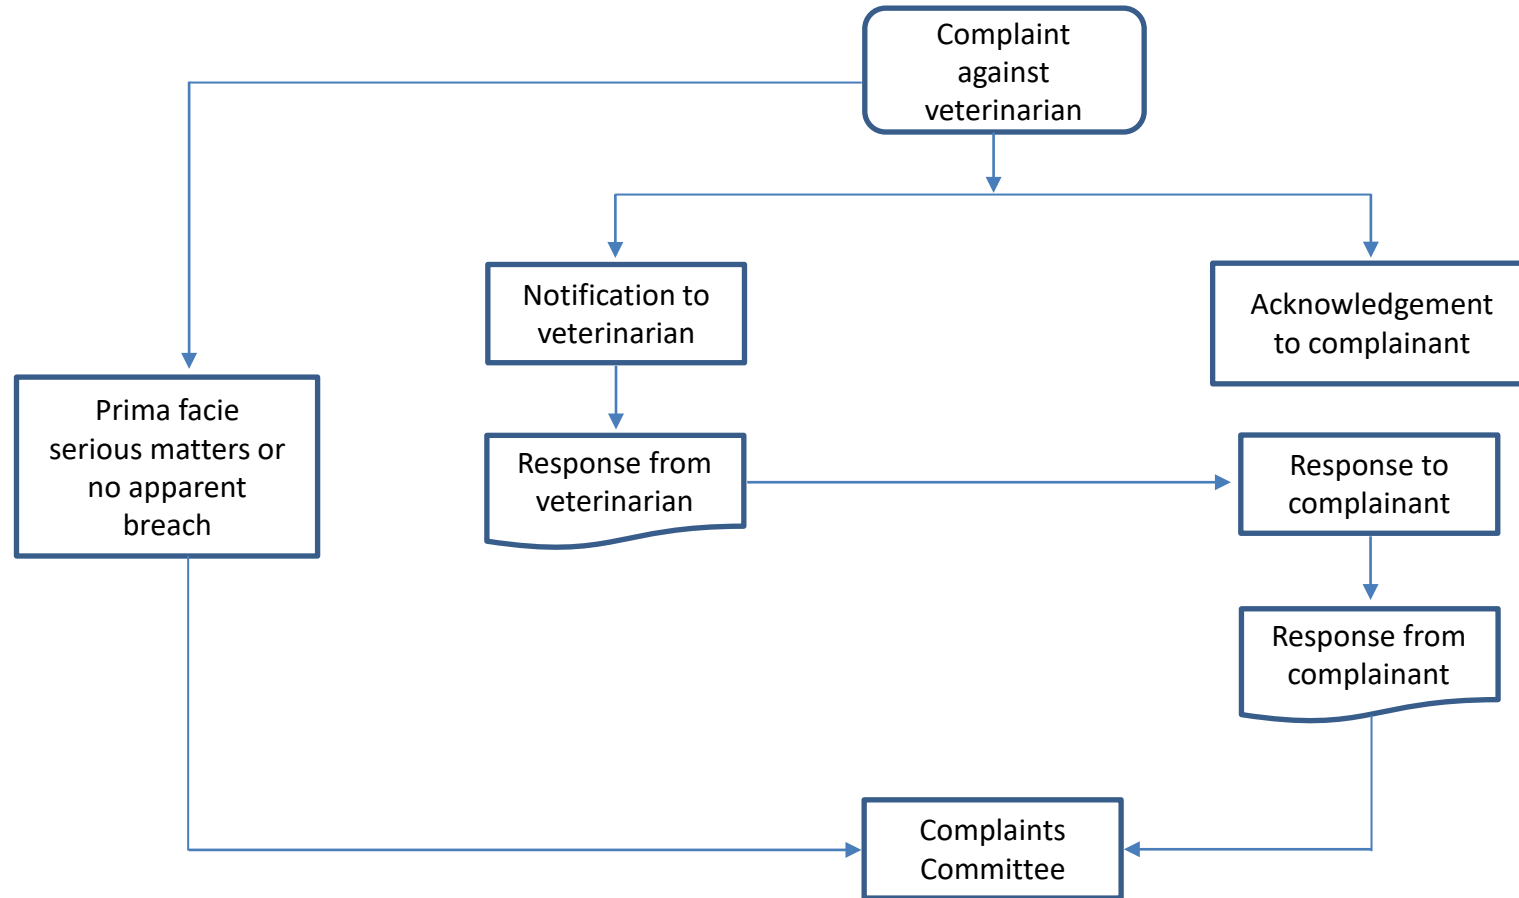 Complaint
against
veterinarian
Notification to
veterinarian
Acknowledgement
to complainant
Prima facie
serious matters or
no apparent
breach
Response from
veterinarian
Response to
complainant
Response from
complainant
Complaints
Committee